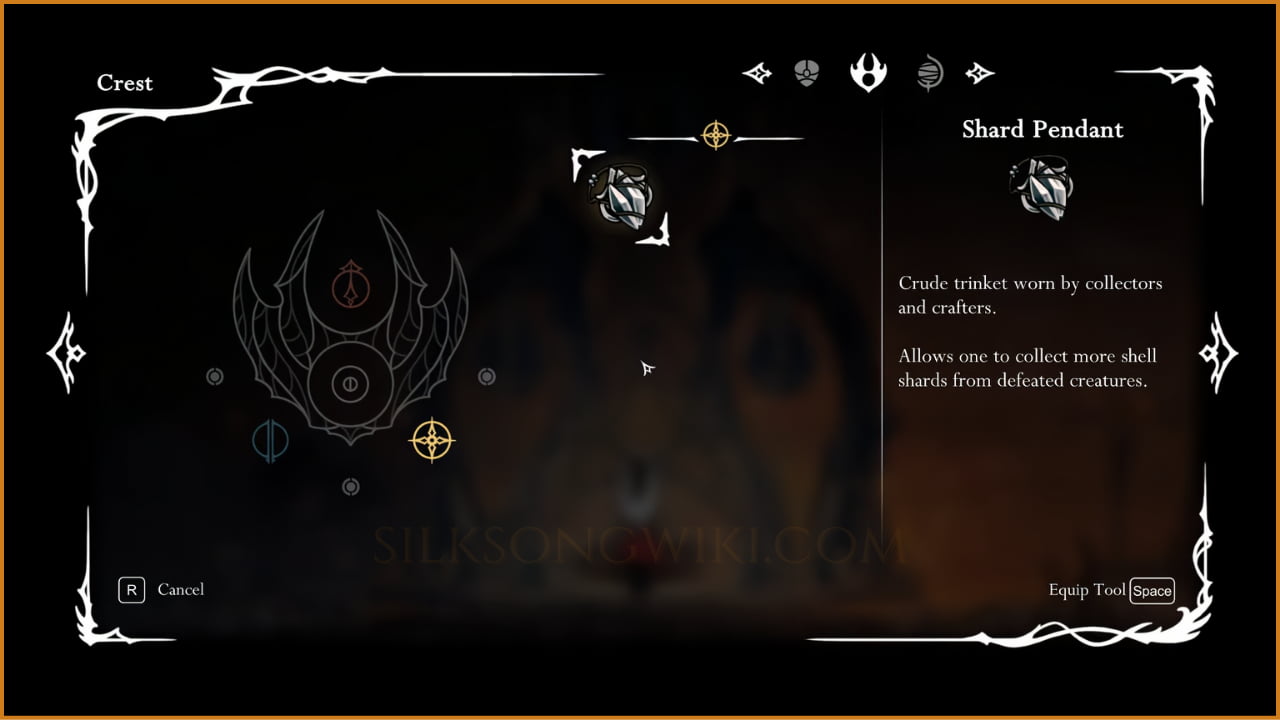 Crest
Shard Pendant
Crude trinket worn by collectors
and crafters.
Allows one to collect more shell
shards from defeated creatures.
SILKSONGWIKI.COM
R Cancel
Equip Tool Space